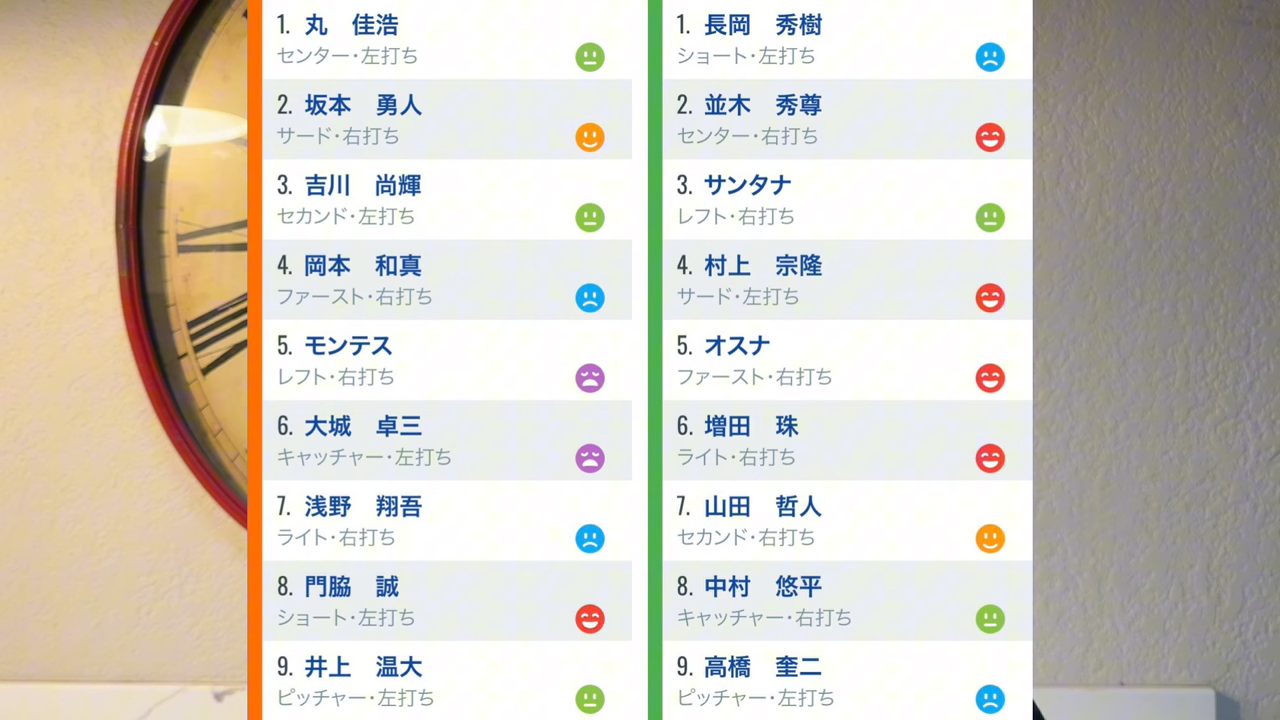 1. 丸 佳浩
センター・左打ち
2. 坂本 勇人
サード・右打ち
3. 吉川 尚輝
セカンド・左打ち
4. 岡本 和真
ファースト・右打ち
5. モンテス
レフト・右打ち
6. 大城 卓三
キャッチャー・左打ち
7. 浅野 翔吾
ライト・右打ち
8. 門脇 誠
ショート・左打ち
9. 井上 温大
ピッチャー・左打ち
1. 長岡 秀樹
ショート・左打ち
2. 並木 秀尊
センター・右打ち
3. サンタナ
レフト・右打ち
4. 村上 宗隆
サード・左打ち
5. オスナ
ファースト・右打ち
6. 増田 珠
ライト・右打ち
7. 山田 哲人
セカンド・右打ち
8. 中村 悠平
キャッチャー・右打ち
9. 高橋 奎二
ピッチャー・左打ち